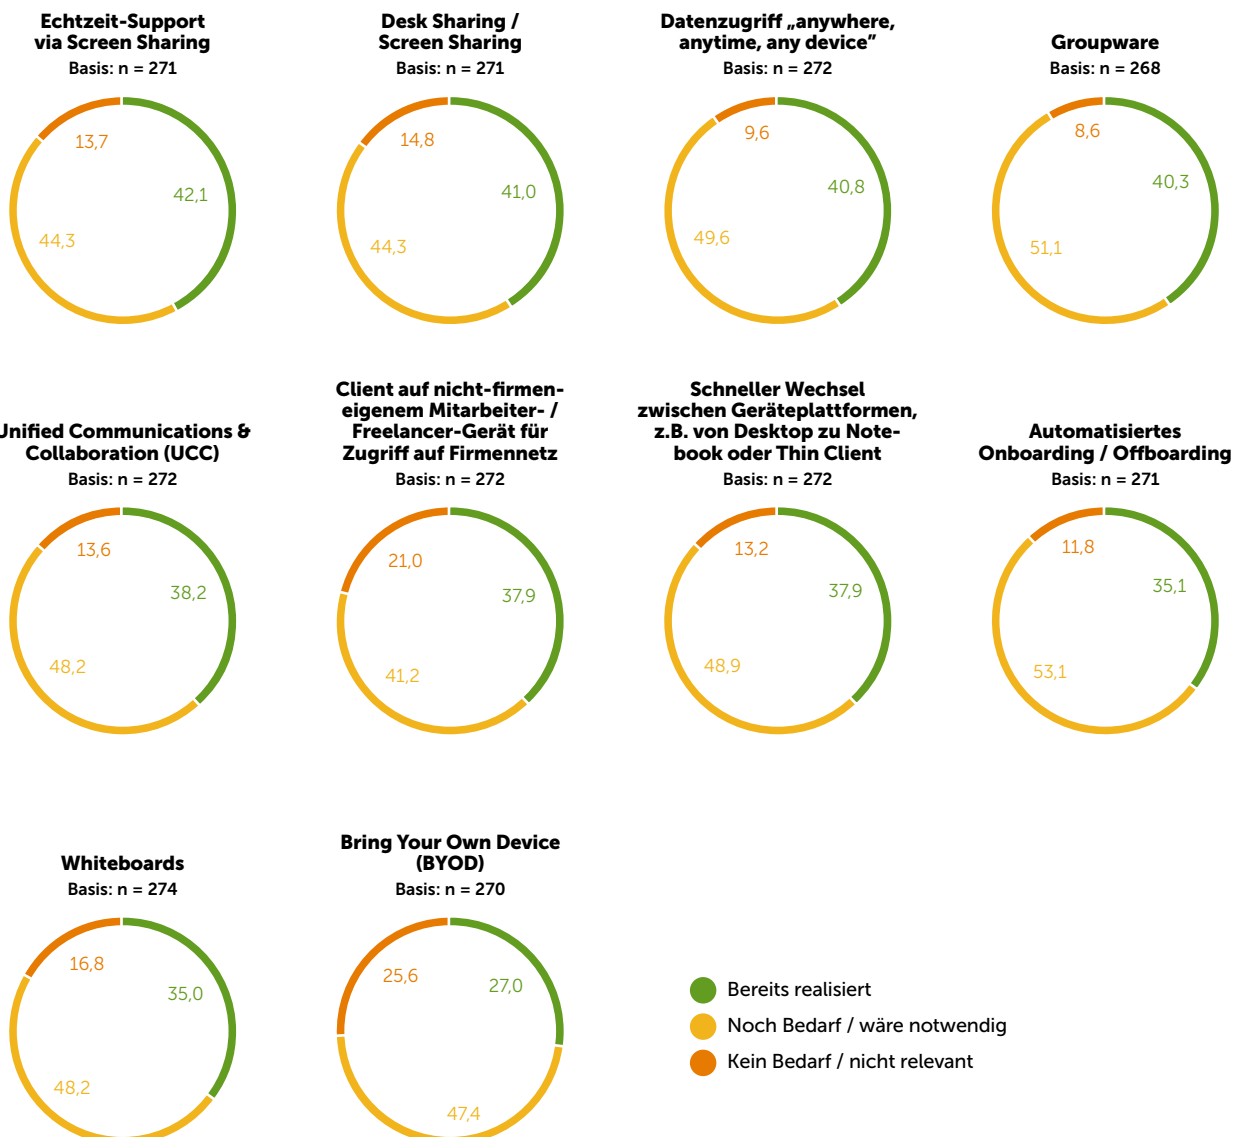 Echtzeit-Support
via Screen Sharing
Basis: n = 271
13,7
42,1
44,3
Desk Sharing /
Screen Sharing
Basis: n = 271
14,8
41,0
44,3
Datenzugriff „anywhere,
anytime, any device”
Basis: n = 272
9,6
40,8
49,6
Groupware
Basis: n = 268
8,6
40,3
51,1
Unified Communications &
Collaboration (UCC)
Basis: n = 272
13,6
38,2
48,2
Client auf nicht-firmen-
eigenem Mitarbeiter- /
Freelancer-Gerät für
Zugriff auf Firmennetz
Basis: n = 272
21,0
37,9
41,2
Schneller Wechsel
zwischen Geräteplattformen,
z.B. von Desktop zu Note-
book oder Thin Client
Basis: n = 272
13,2
37,9
48,9
Automatisiertes
Onboarding / Offboarding
Basis: n = 271
11,8
35,1
53,1
Whiteboards
Basis: n = 274
16,8
35,0
48,2
Bring Your Own Device
(BYOD)
Basis: n = 270
25,6
27,0
47,4
Bereits realisiert
Noch Bedarf / wäre notwendig
Kein Bedarf / nicht relevant